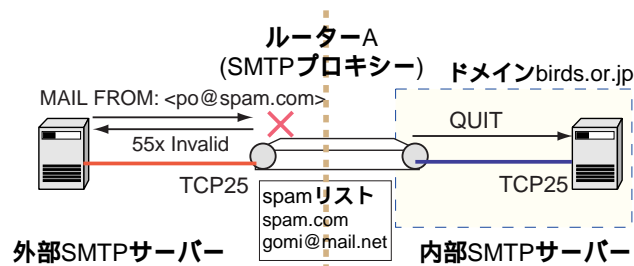 ルーターA
(SMTPプロキシー)
ドメインbirds.or.jp
MAIL FROM: <po@spam.com>
55x Invalid
QUIT
TCP25
TCP25
spamリスト
spam.com
gomi@mail.net
外部SMTPサーバー
内部SMTPサーバー